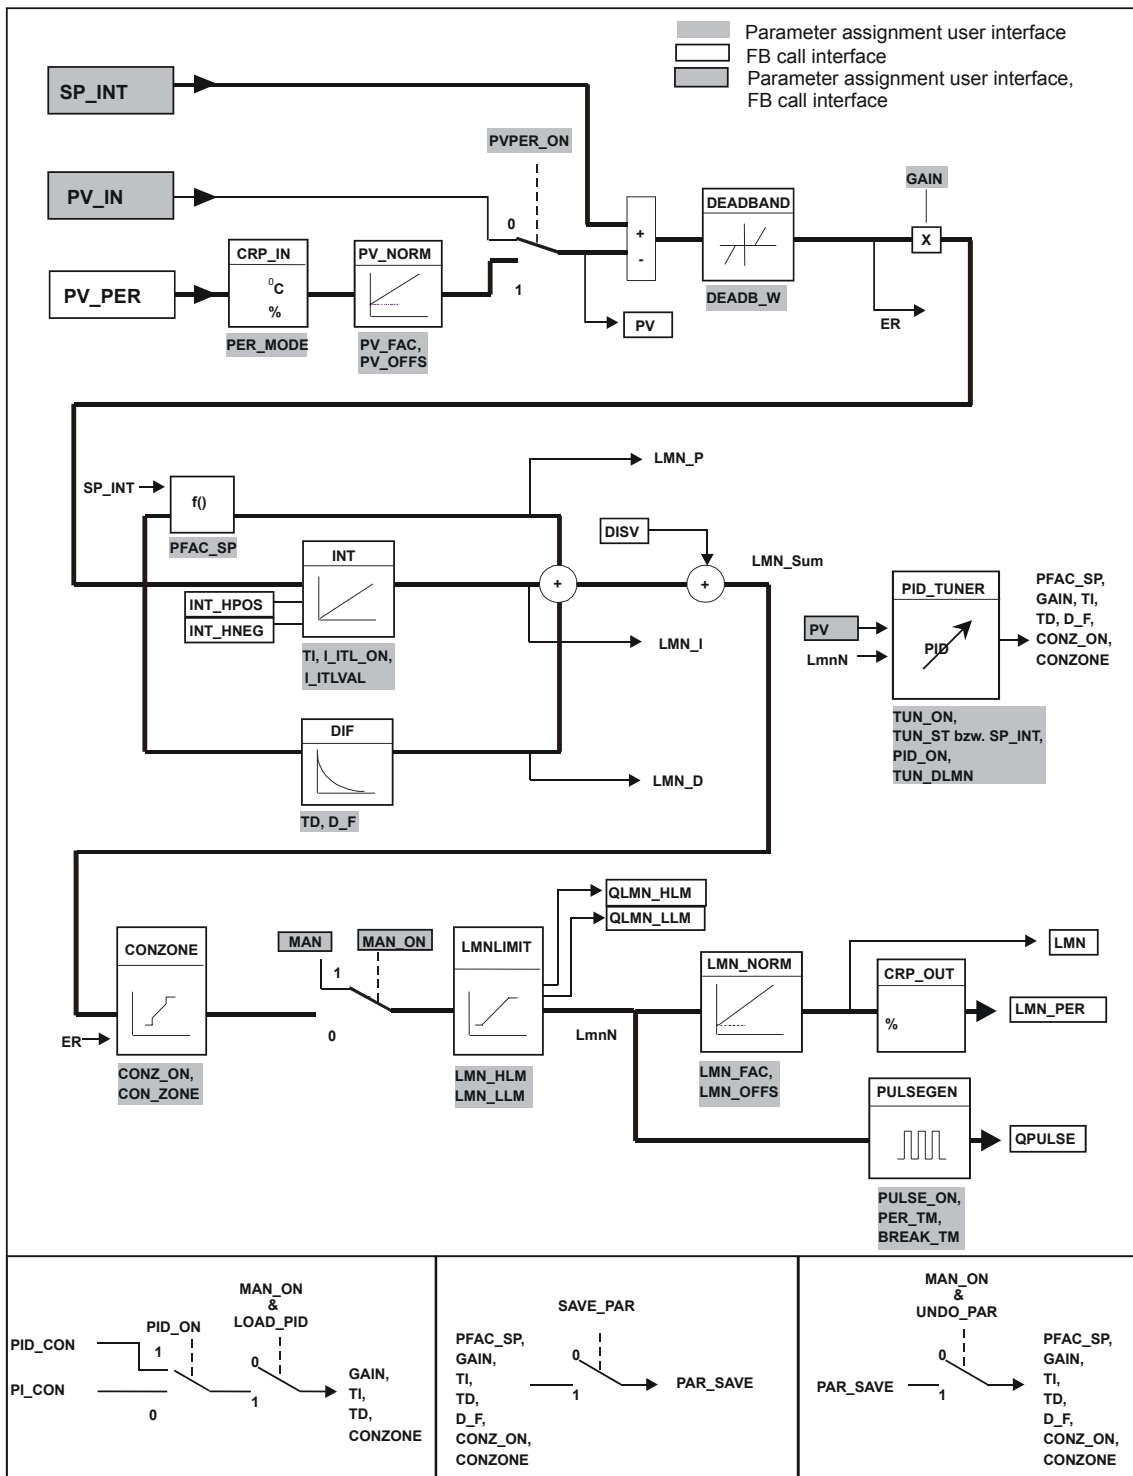 Parameter assignment user interface
FB call interface
Parameter assignment user interface,
FB call interface
SP_INT
PVPER_ON
PV_IN
GAIN
DEADBAND
0
+
-
X
CRP_IN
PV_NORM
PV_PER
°C
%
1
DEADB_W
PV
ER
PER_MODE
PV_FAC,
PV_OFFS
LMN_P
SP_INT
f()
PFAC_SP
DISV
INT
LMN_Sum
+
+
INT_HPOS
INT_HNEG
LMN_I
TI, I_ITL_ON,
I_ITLVAL
PID_TUNER
PV
LmnN
PID
PFAC_SP,
GAIN, TI,
TD, D_F,
CONZ_ON,
CONZONE
TUN_ON,
TUN_ST bzw. SP_INT,
PID_ON,
TUN_DLMN
DIF
LMN_D
TD, D_F
QLMN_HLM
QLMN_LLM
CONZONE
MAN
MAN_ON
LMNLIMIT
LMN
LMN_NORM
CRP_OUT
1
%
LMN_PER
ER
0
LmnN
CONZ_ON,
CON_ZONE
LMN_HLM
LMN_LLM
LMN_FAC,
LMN_OFFS
PULSEGEN
QPULSE
PULSE_ON,
PER_TM,
BREAK_TM
MAN_ON
&
LOAD_PID
PID_ON
PID_CON
1
0
PI_CON
0
1
GAIN,
TI,
TD,
CONZONE
SAVE_PAR
PFAC_SP,
GAIN,
TI,
TD,
D_F,
CONZ_ON,
CONZONE
0
1
PAR_SAVE
MAN_ON
&
UNDO_PAR
0
PAR_SAVE
1
PFAC_SP,
GAIN,
TI,
TD,
D_F,
CONZ_ON,
CONZONE